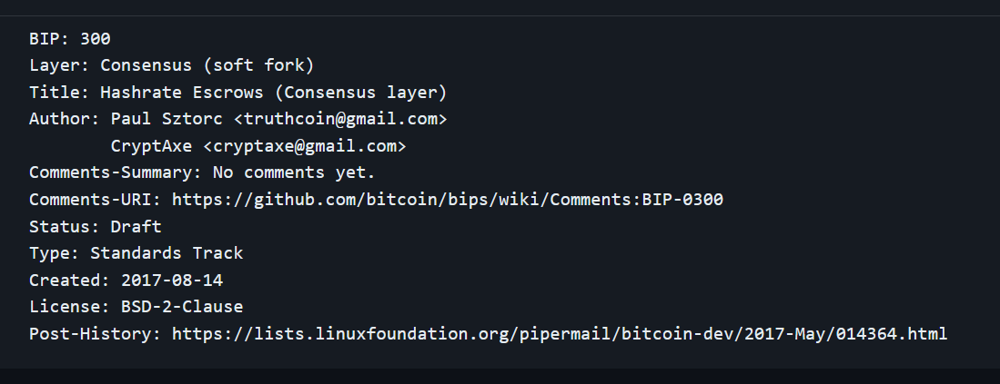 BIP: 300
Layer: Consensus (soft fork)
Title: Hashrate Escrows (Consensus layer)
Author: Paul Sztorc <truthcoin@gmail.com>
CryptAxe <cryptaxe@gmail.com>
Comments-Summary: No comments yet.
Comments-URI: https://github.com/bitcoin/bips/wiki/Comments:BIP-0300
Status: Draft
Type: Standards Track
Created: 2017-08-14
License: BSD-2-Clause
Post-History: https://lists.linuxfoundation.org/pipermail/bitcoin-dev/2017-May/014364.html